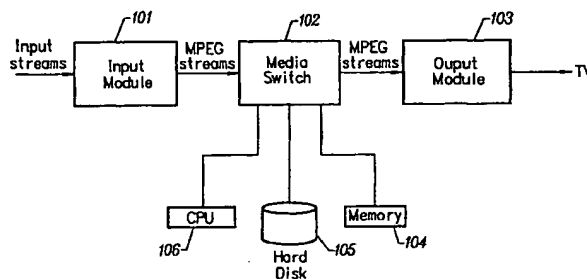 101
102
103
Input
streams
Input
Module
MPEG
streams
Media
Switch
MPEG
streams
Ouput
Module
TV
CPU
106
Hard
Disk
105
Memory
104